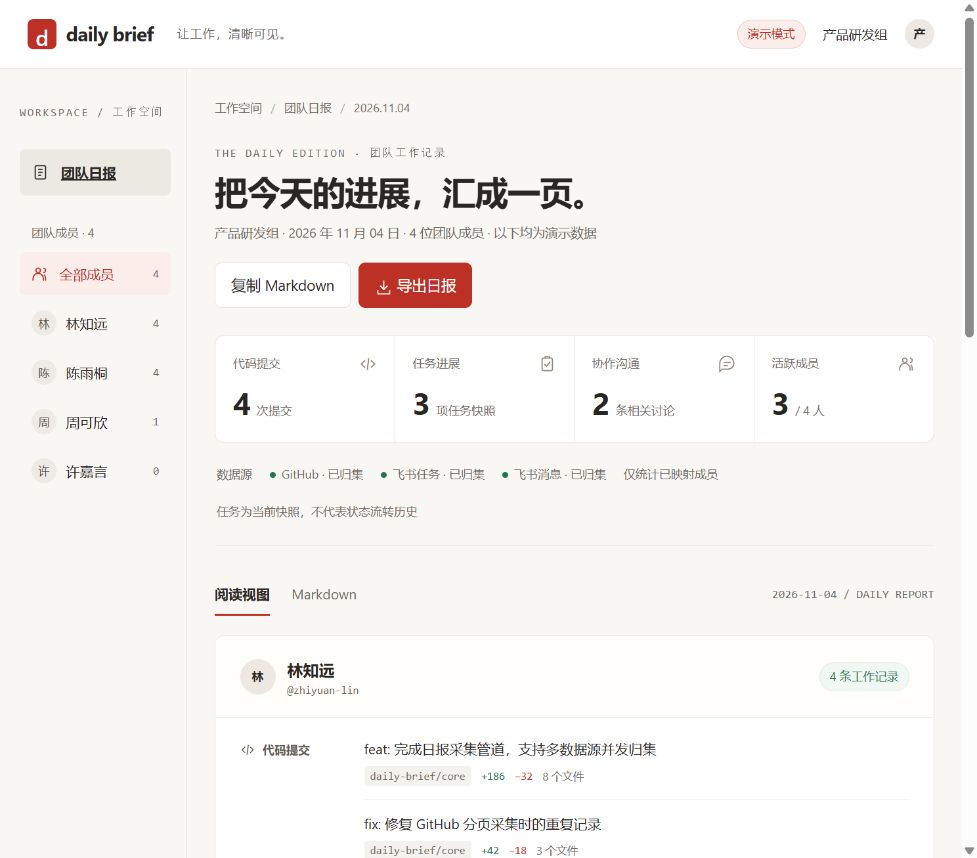 d daily brief 让工作，清晰可见。 演示模式 产品研发组 产
WORKSPACE / 工作空间
团队日报
团队成员 · 4
全部成员 4
林 林知远 4
陈 陈雨桐 4
周 周可欣 1
许 许嘉言 0
工作空间 / 团队日报 / 2026.11.04
THE DAILY EDITION · 团队工作记录
把今天的进展，汇成一页。
产品研发组 · 2026 年 11 月 04 日 · 4 位团队成员 · 以下均为演示数据
复制 Markdown 导出日报
代码提交 </>
4 次提交
任务进展
3 项任务快照
协作沟通
2 条相关讨论
活跃成员
3 / 4 人
数据源 GitHub · 已归集 飞书任务 · 已归集 飞书消息 · 已归集 仅统计已映射成员
任务为当前快照，不代表状态流转历史
阅读视图 Markdown 2026-11-04 / DAILY REPORT
林 林知远
@zhiyuan-lin
4 条工作记录
</> 代码提交
feat: 完成日报采集管道，支持多数据源并发归集
daily-brief/core +186 −32 8 个文件
fix: 修复 GitHub 分页采集时的重复记录
daily-brief/core +42 −18 3 个文件